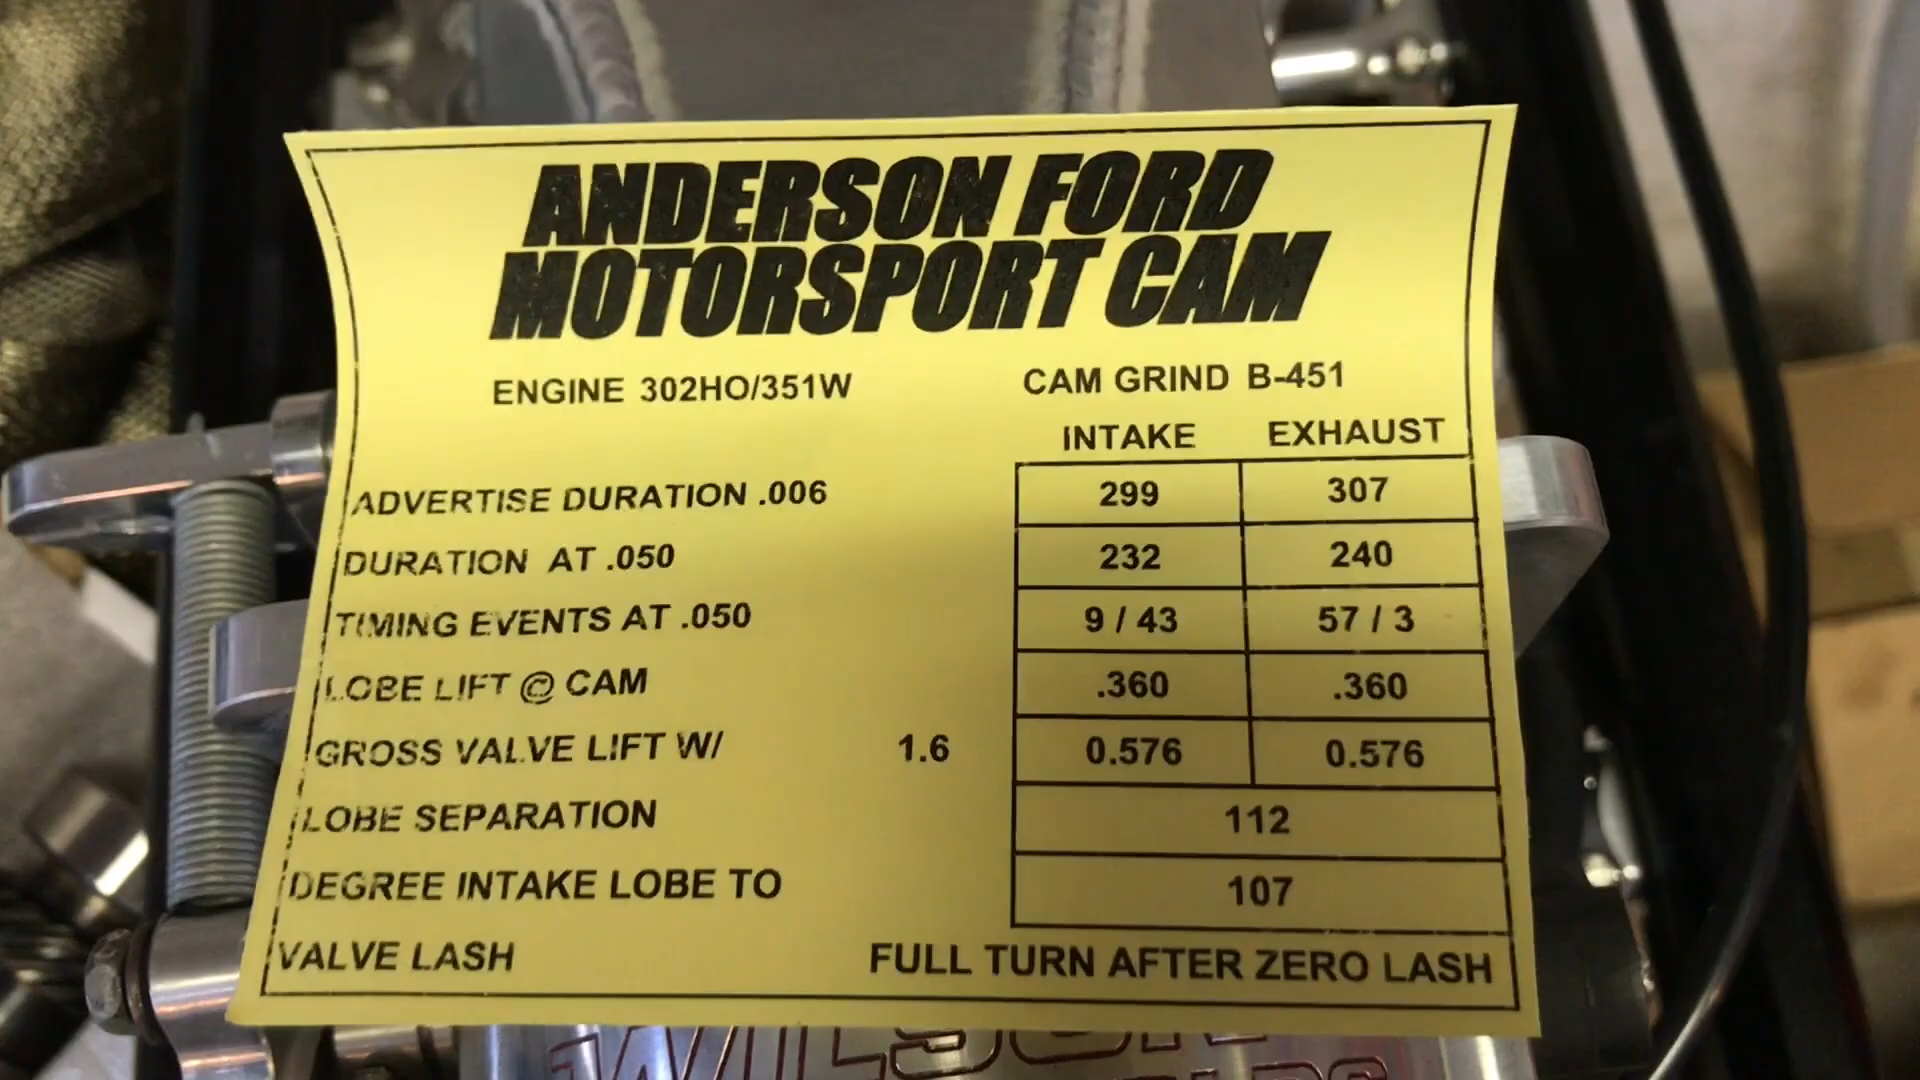 ANDERSON FORD
MOTORSPORT CAM
ENGINE 302HO/351W CAM GRIND B-451
INTAKE EXHAUST
ADVERTISE DURATION .006 299 307
DURATION AT .050 232 240
TIMING EVENTS AT .050 9 / 43 57 / 3
LOBE LIFT @ CAM .360 .360
GROSS VALVE LIFT W/ 1.6 0.576 0.576
LOBE SEPARATION 112
DEGREE INTAKE LOBE TO 107
VALVE LASH FULL TURN AFTER ZERO LASH
WILSON